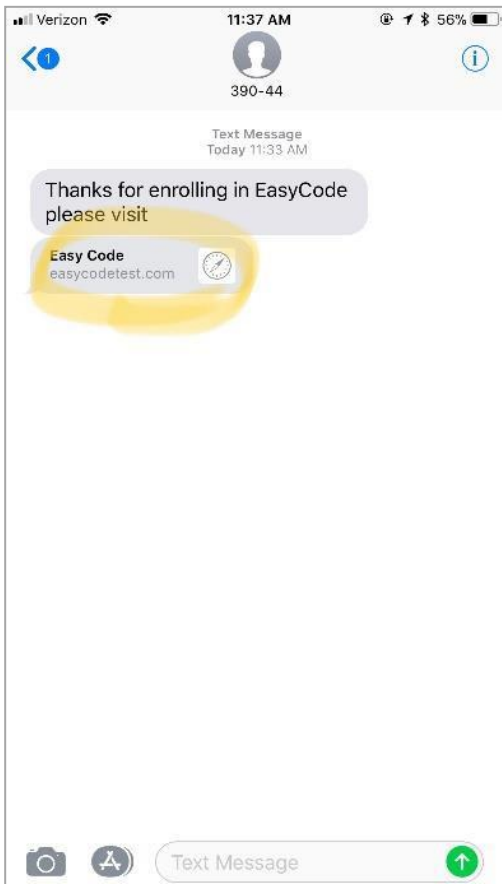 Verizon 11:37 AM 56%
1
390-44
Text Message
Today 11:33 AM
Thanks for enrolling in EasyCode
please visit
Easy Code
easycodetest.com
Text Message